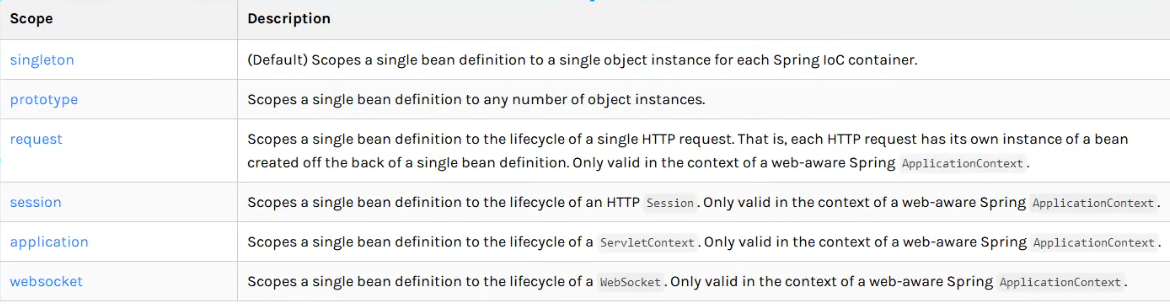 Scope Description
singleton (Default) Scopes a single bean definition to a single object instance for each Spring IoC container.
prototype Scopes a single bean definition to any number of object instances.
request Scopes a single bean definition to the lifecycle of a single HTTP request. That is, each HTTP request has its own instance of a bean
created off the back of a single bean definition. Only valid in the context of a web-aware Spring ApplicationContext.
session Scopes a single bean definition to the lifecycle of an HTTP Session. Only valid in the context of a web-aware Spring ApplicationContext.
application Scopes a single bean definition to the lifecycle of a ServletContext. Only valid in the context of a web-aware Spring ApplicationContext.
websocket Scopes a single bean definition to the lifecycle of a WebSocket. Only valid in the context of a web-aware Spring ApplicationContext.